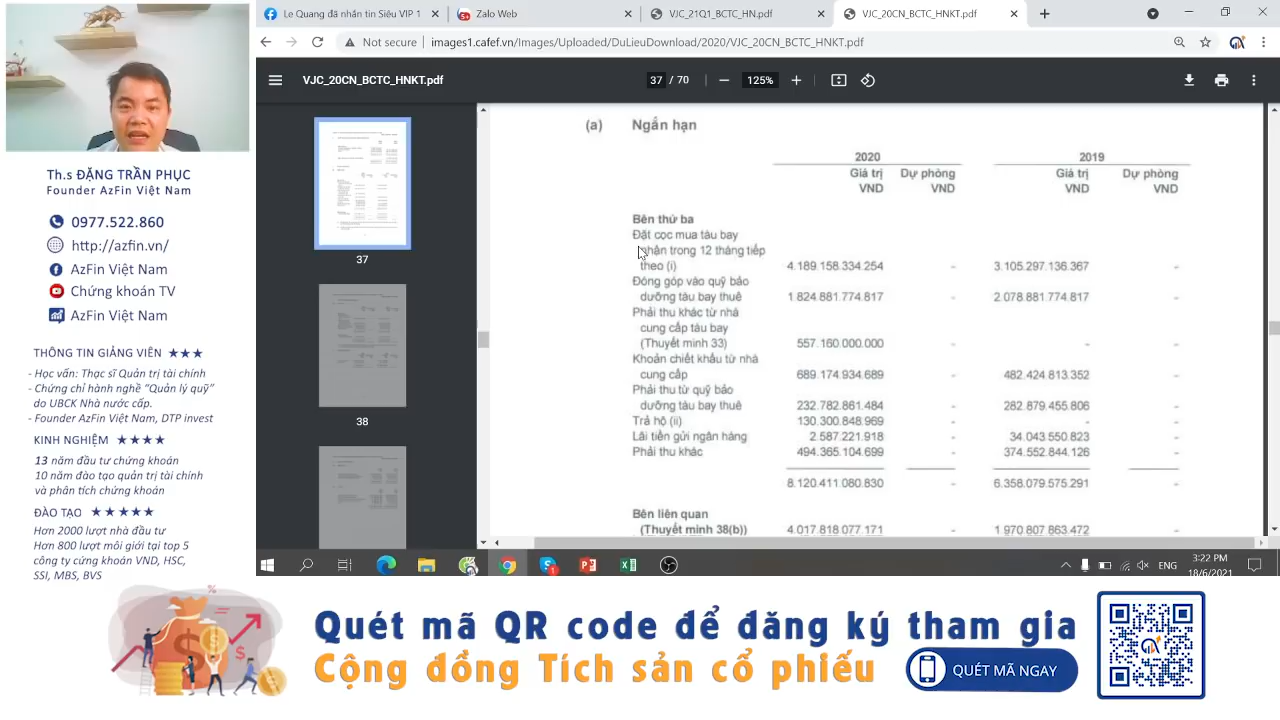 Le Quang đã nhắn tin Siêu VIP 1
Zalo Web
VJC_21Q1_BCTC_HN.pdf
VJC_20CN_BCTC_HNKT.pdf
Not secure | images1.cafef.vn/Images/Uploaded/DuLieuDownload/2020/VJC_20CN_BCTC_HNKT.pdf
VJC_20CN_BCTC_HNKT.pdf
37 / 70
125%
37
38
(a) Ngắn hạn
2020 2019
Giá trị Dự phòng Giá trị Dự phòng
VND VND VND VND
Bên thứ ba
Đặt cọc mua tàu bay
nhận trong 12 tháng tiếp
theo (i) 4.189.158.334.254 - 3.105.297.136.367 -
Đóng góp vào quỹ bảo
dưỡng tàu bay thuê 1.824.881.774.817 - 2.078.881.774.817 -
Phải thu khác từ nhà
cung cấp tàu bay
(Thuyết minh 33) 557.160.000.000 - - -
Khoản chiết khấu từ nhà
cung cấp 689.174.934.689 - 482.424.813.352 -
Phải thu từ quỹ bảo
dưỡng tàu bay thuê 232.782.861.484 - 282.879.455.806 -
Trả hộ (ii) 130.300.848.969 - - -
Lãi tiền gửi ngân hàng 2.587.221.918 - 34.043.550.823 -
Phải thu khác 494.365.104.699 - 374.552.844.126 -
8.120.411.080.830 - 6.358.079.575.291 -
Bên liên quan
(Thuyết minh 38(b)) 4.017.818.077.171 - 1.970.807.863.472 -
Th.s ĐẶNG TRẦN PHỤC
Founder AzFin Việt Nam
0977.522.860
http://azfin.vn/
AzFin Việt Nam
Chứng khoán TV
AzFin Việt Nam
THÔNG TIN GIẢNG VIÊN ★★★
- Học vấn: Thạc sĩ Quản trị tài chính
- Chứng chỉ hành nghề “Quản lý quỹ”
do UBCK Nhà nước cấp.
- Founder AzFin Việt Nam, DTP invest
KINH NGHIỆM ★★★★
13 năm đầu tư chứng khoán
10 năm đào tạo quản trị tài chính
và phân tích chứng khoán
ĐÀO TẠO ★★★★★
Hơn 2000 lượt nhà đầu tư
Hơn 800 lượt môi giới tại top 5
công ty cứng khoán VND, HSC,
SSI, MBS, BVS
ENG
3:22 PM
18/6/2021
Quét mã QR code để đăng ký tham gia
Cộng đồng Tích sản cổ phiếu
QUÉT MÃ NGAY